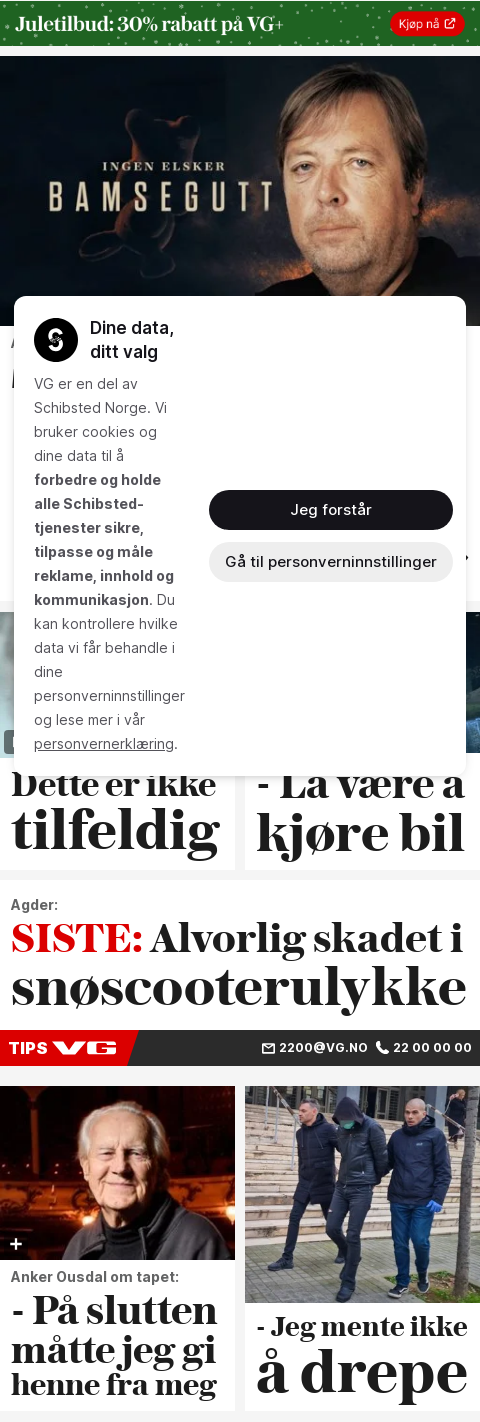 Juletilbud: 30% rabatt på VG+
Kjøp nå
INGEN ELSKER
BAMSEGUTT
Dine data,
ditt valg
VG er en del av
Schibsted Norge. Vi
bruker cookies og
dine data til å
forbedre og holde
alle Schibsted-
tjenester sikre,
tilpasse og måle
reklame, innhold og
kommunikasjon. Du
kan kontrollere hvilke
data vi får behandle i
dine
personverninnstillinger
og lese mer i vår
personvernerklæring.
Jeg forstår
Gå til personverninnstillinger
Dette er ikke
tilfeldig
- La være å
kjøre bil
Agder:
SISTE: Alvorlig skadet i
snøscooterulykke
TIPS VG
2200@VG.NO 22 00 00 00
Anker Ousdal om tapet:
- På slutten
måtte jeg gi
henne fra meg
- Jeg mente ikke
å drepe